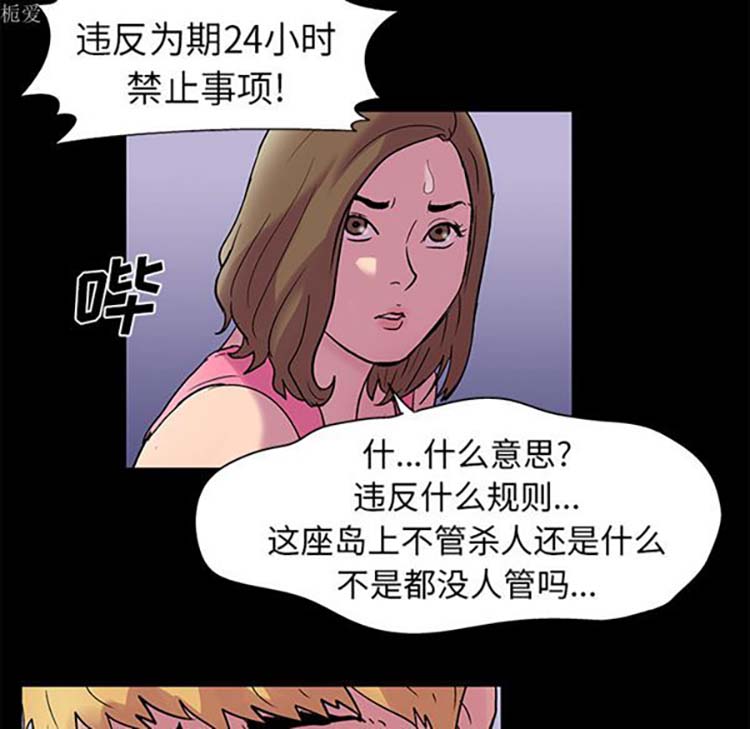 栀爱
违反为期24小时
禁止事项!
哔
什...什么意思?
违反什么规则...
这座岛上不管杀人还是什么
不是都没人管吗...